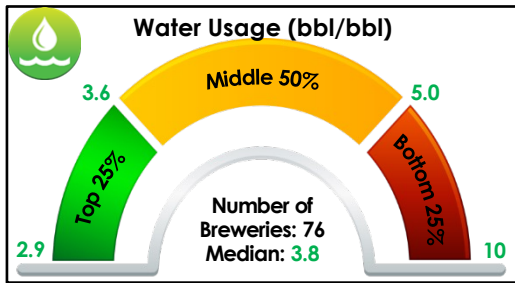 Water Usage (bbl/bbl)
Middle 50%
3.6
5.0
Top 25%
Bottom 25%
Number of
Breweries: 76
Median: 3.8
2.9
10